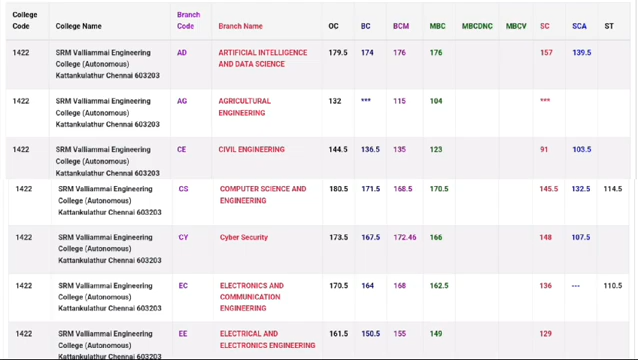 College Code College Name Branch Code Branch Name OC BC BCM MBC MBCDNC MBCV SC SCA ST
1422 SRM Valliammai Engineering College (Autonomous) Kattankulathur Chennai 603203 AD ARTIFICIAL INTELLIGENCE AND DATA SCIENCE 179.5 174 176 176 157 139.5
1422 SRM Valliammai Engineering College (Autonomous) Kattankulathur Chennai 603203 AG AGRICULTURAL ENGINEERING 132 *** 115 104 ***
1422 SRM Valliammai Engineering College (Autonomous) Kattankulathur Chennai 603203 CE CIVIL ENGINEERING 144.5 136.5 135 123 91 103.5
1422 SRM Valliammai Engineering College (Autonomous) Kattankulathur Chennai 603203 CS COMPUTER SCIENCE AND ENGINEERING 180.5 171.5 168.5 170.5 145.5 132.5 114.5
1422 SRM Valliammai Engineering College (Autonomous) Kattankulathur Chennai 603203 CY Cyber Security 173.5 167.5 172.46 166 148 107.5
1422 SRM Valliammai Engineering College (Autonomous) Kattankulathur Chennai 603203 EC ELECTRONICS AND COMMUNICATION ENGINEERING 170.5 164 168 162.5 136 --- 110.5
1422 SRM Valliammai Engineering College (Autonomous) Kattankulathur Chennai 603203 EE ELECTRICAL AND ELECTRONICS ENGINEERING 161.5 150.5 155 149 129